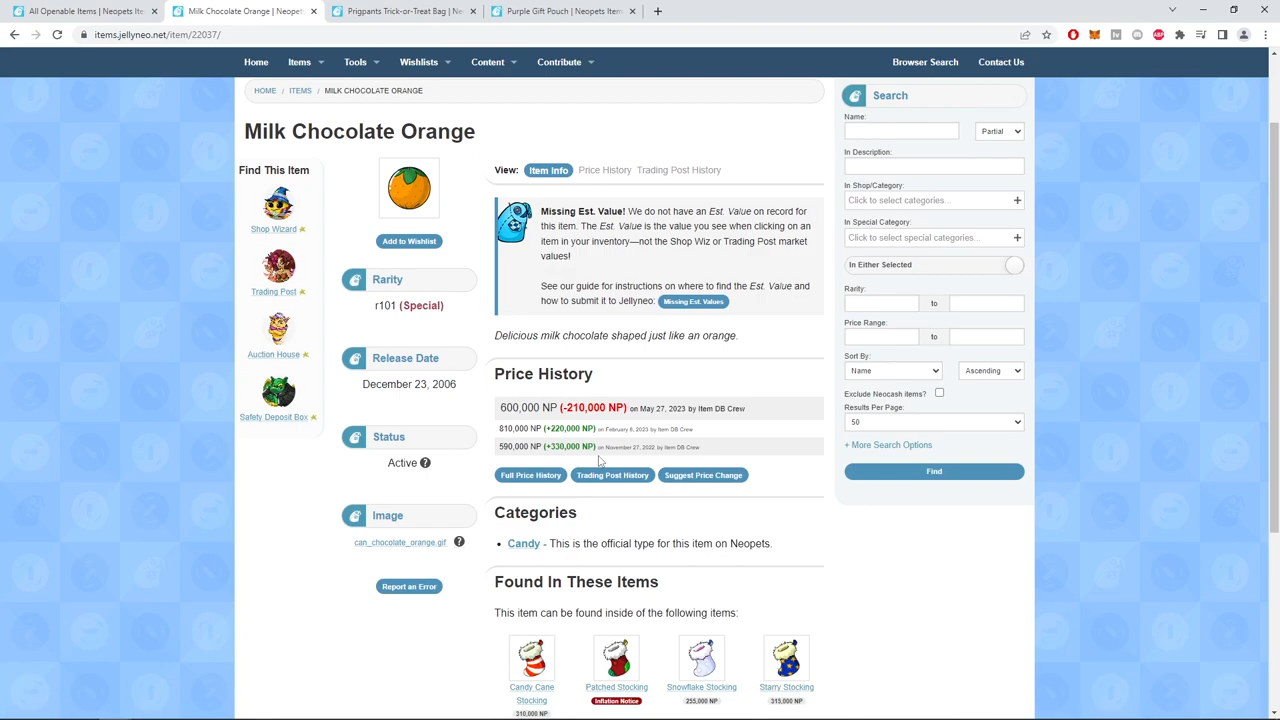 All Openable Items | Neopets Ite
Milk Chocolate Orange | Neopets
Prigpants Trick-or-Treat Bag | Ne
Purple Gift Pouch | Neopets Item
items.jellyneo.net/item/22037/
Home Items Tools Wishlists Content Contribute Browser Search Contact Us
HOME / ITEMS / MILK CHOCOLATE ORANGE
Milk Chocolate Orange
Find This Item
Shop Wizard
Trading Post
Auction House
Safety Deposit Box
Add to Wishlist
Rarity
r101 (Special)
Release Date
December 23, 2006
Status
Active ?
Image
can_chocolate_orange.gif ?
Report an Error
View: Item Info Price History Trading Post History
Missing Est. Value! We do not have an Est. Value on record for
this item. The Est. Value is the value you see when clicking on an
item in your inventory—not the Shop Wiz or Trading Post market
values!
See our guide for instructions on where to find the Est. Value and
how to submit it to Jellyneo: Missing Est. Values
Delicious milk chocolate shaped just like an orange.
Price History
600,000 NP (-210,000 NP) on May 27, 2023 by Item DB Crew
810,000 NP (+220,000 NP) on February 6, 2023 by Item DB Crew
590,000 NP (+330,000 NP) on November 27, 2022 by Item DB Crew
Full Price History Trading Post History Suggest Price Change
Categories
• Candy - This is the official type for this item on Neopets.
Found In These Items
This item can be found inside of the following items:
Candy Cane
Stocking
310,000 NP
Patched Stocking
Inflation Notice
Snowflake Stocking
255,000 NP
Starry Stocking
315,000 NP
Search
Name:
Partial
In Description:
In Shop/Category:
Click to select categories... +
In Special Category:
Click to select special categories... +
In Either Selected
Rarity:
to
Price Range:
to
Sort By:
Name Ascending
Exclude Neocash items?
Results Per Page:
50
+ More Search Options
Find